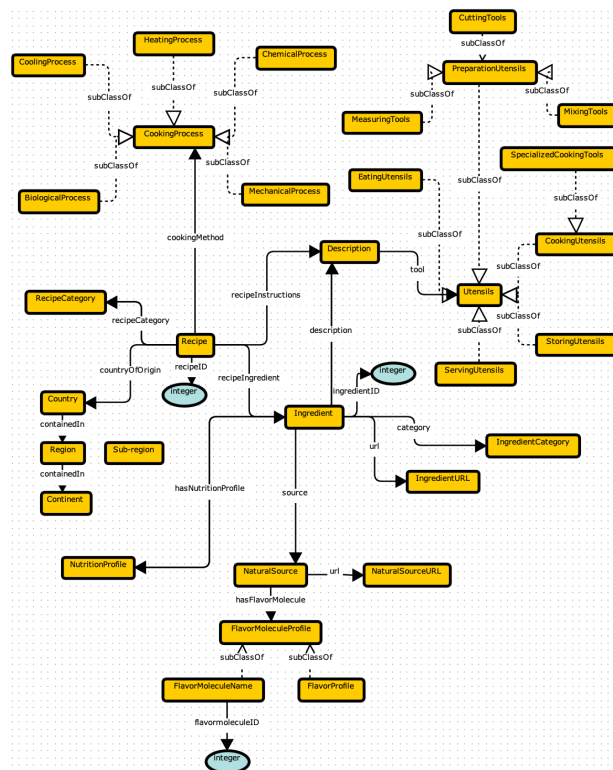 CuttingTools
subClassOf
HeatingProcess
CoolingProcess
ChemicalProcess
PreparationUtensils
subClassOf
subClassOf
subClassOf
subClassOf
subClassOf
MeasuringTools
MixingTools
CookingProcess
SpecializedCookingTools
subClassOf
subClassOf
EatingUtensils
subClassOf
BiologicalProcess
MechanicalProcess
subClassOf
cookingMethod
subClassOf
CookingUtensils
Description
tool
subClassOf
recipeInstructions
Utensils
RecipeCategory
recipeCategory
description
subClassOf
subClassOf
Recipe
StoringUtensils
countryOfOrigin
recipeID
integer
recipeIngredient
integer
ServingUtensils
ingredientID
Country
containedIn
Ingredient
category
Region
Sub-region
url
IngredientCategory
containedIn
IngredientURL
Continent
hasNutritionProfile
source
NutritionProfile
NaturalSource
url
NaturalSourceURL
hasFlavorMolecule
FlavorMoleculeProfile
subClassOf
subClassOf
FlavorMoleculeName
FlavorProfile
flavormoleculeID
integer